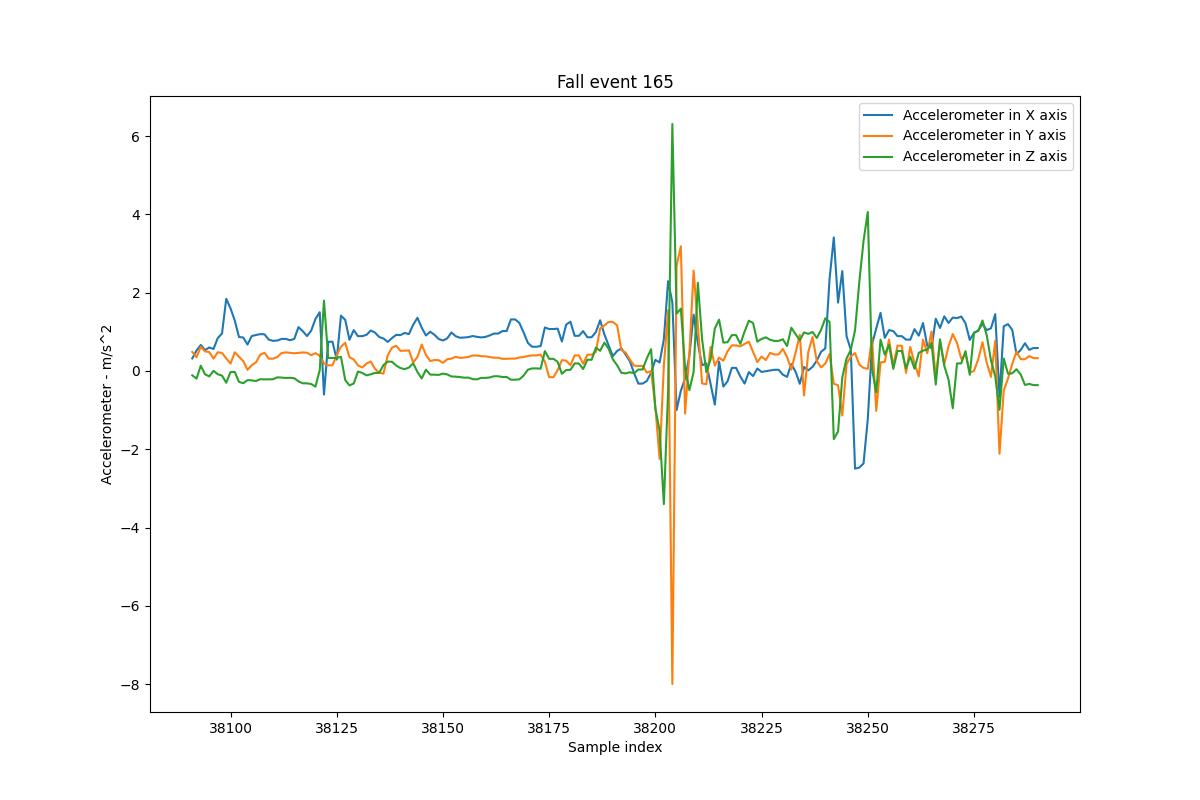 Fall event 165
Accelerometer in X axis
Accelerometer in Y axis
Accelerometer in Z axis
6
4
2
0
−2
−4
−6
−8
Accelerometer - m/s^2
38100 38125 38150 38175 38200 38225 38250 38275
Sample index